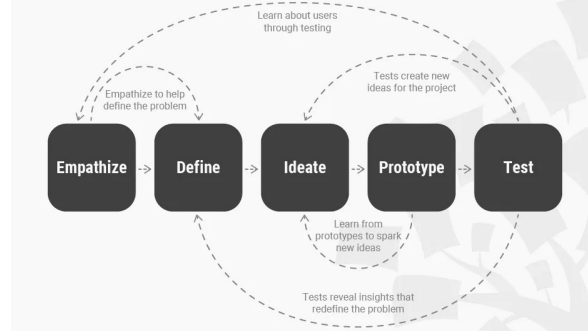 Learn about users
through testing
Tests create new
ideas for the project
Empathize to help
define the problem
Empathize
Define
Ideate
Prototype
Test
Learn from
prototypes to spark
new ideas
Tests reveal insights that
redefine the problem